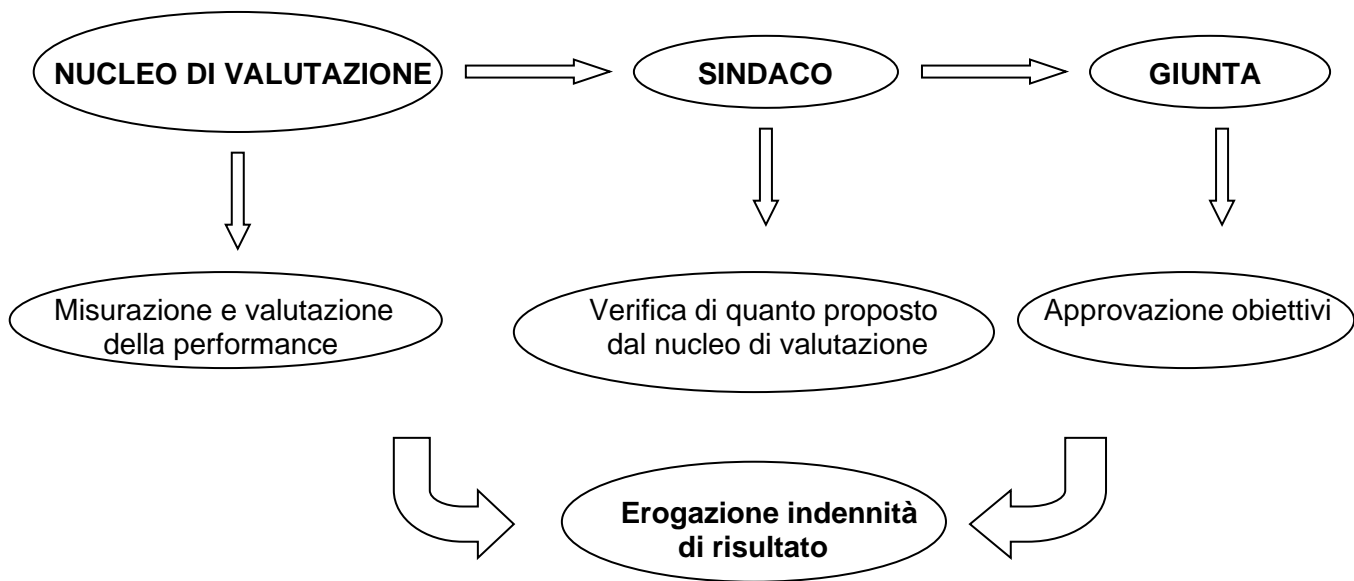 NUCLEO DI VALUTAZIONE
SINDACO
GIUNTA
Misurazione e valutazione
della performance
Verifica di quanto proposto
dal nucleo di valutazione
Approvazione obiettivi
Erogazione indennità
di risultato